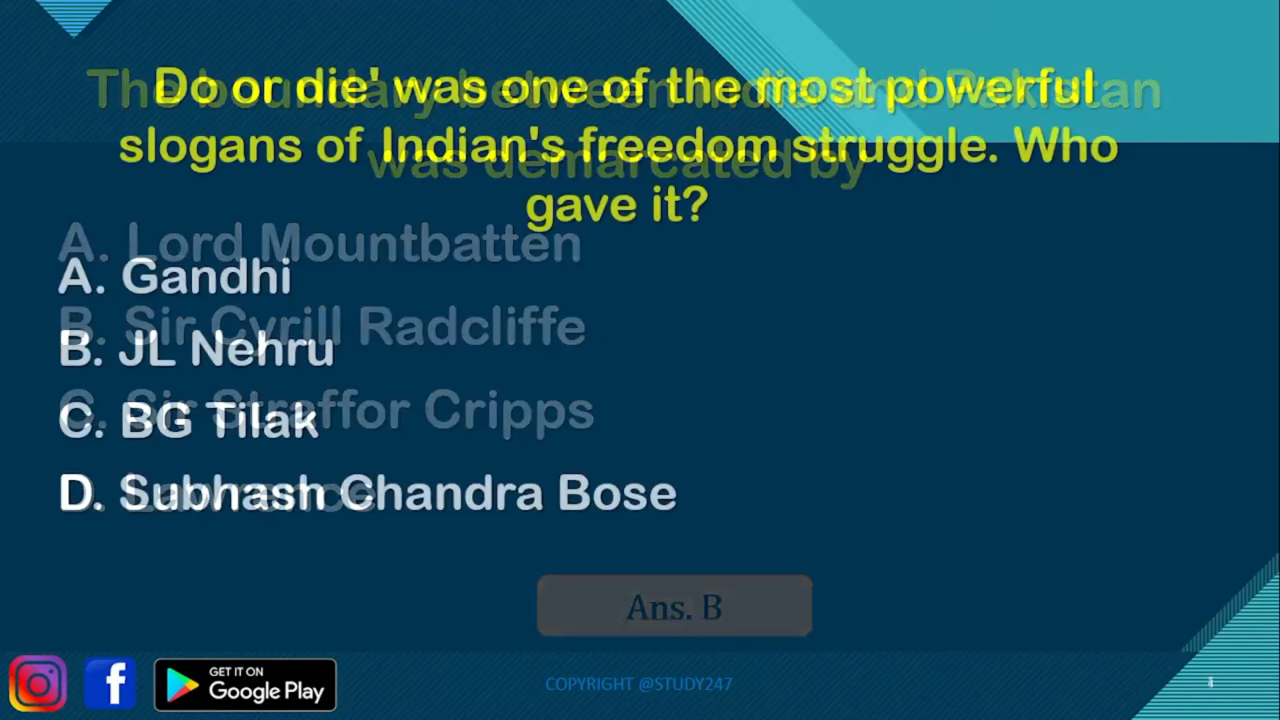 Do or die' was one of the most powerful
slogans of Indian's freedom struggle. Who
gave it?
The boundary between India and Pakistan
was demarcated by
A. Gandhi
B. JL Nehru
C. BG Tilak
D. Subhash Chandra Bose
A. Lord Mountbatten
B. Sir Cyrill Radcliffe
C. Sir Straffor Cripps
D. Lawrence
Ans. B
GET IT ON
Google Play
COPYRIGHT @STUDY247